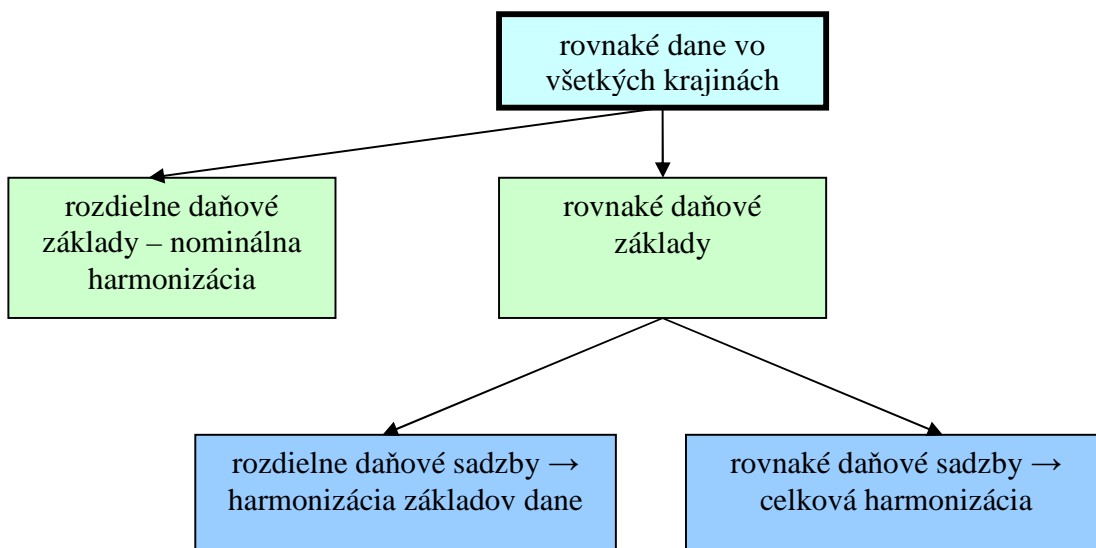 rovnaké dane vo
všetkých krajinách
rozdielne daňové
základy – nominálna
harmonizácia
rovnaké daňové
základy
rozdielne daňové sadzby →
harmonizácia základov dane
rovnaké daňové sadzby →
celková harmonizácia